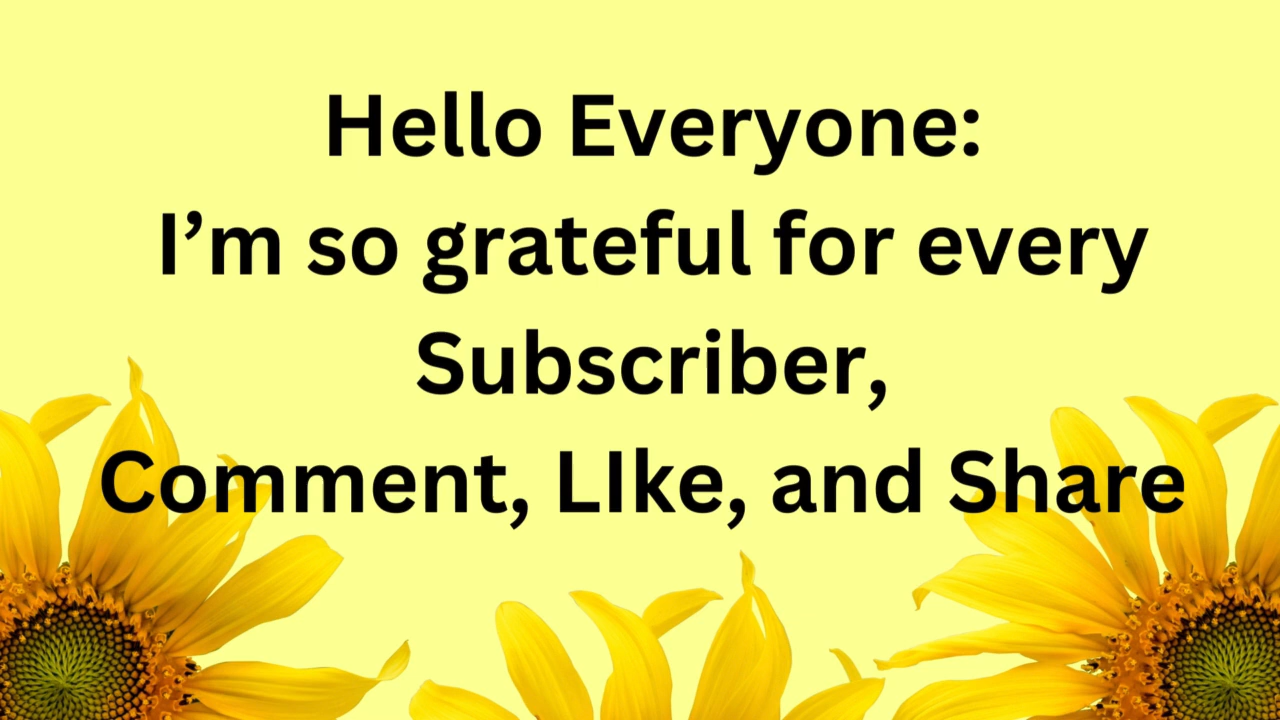 Hello Everyone:
I’m so grateful for every
Subscriber,
Comment, LIke, and Share